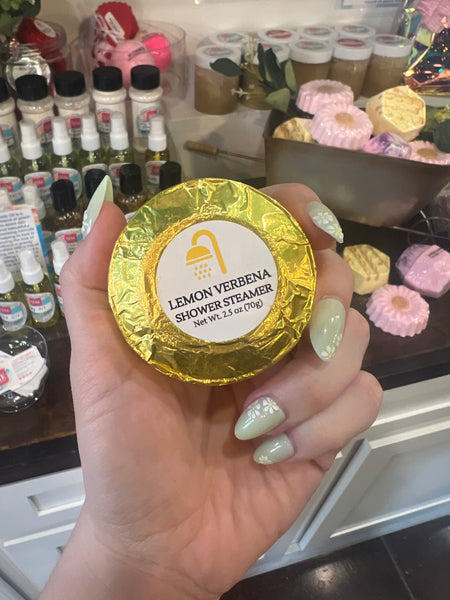 LEMON VERBENA
SHOWER STEAMER
Net Wt. 2.5 oz (70g)